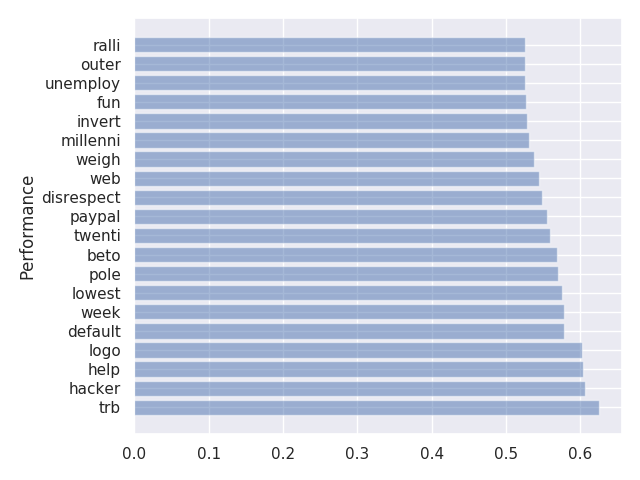 ralli
outer
unemploy
fun
invert
millenni
weigh
web
disrespect
paypal
twenti
beto
pole
lowest
week
default
logo
help
hacker
trb
Performance
0.0 0.1 0.2 0.3 0.4 0.5 0.6